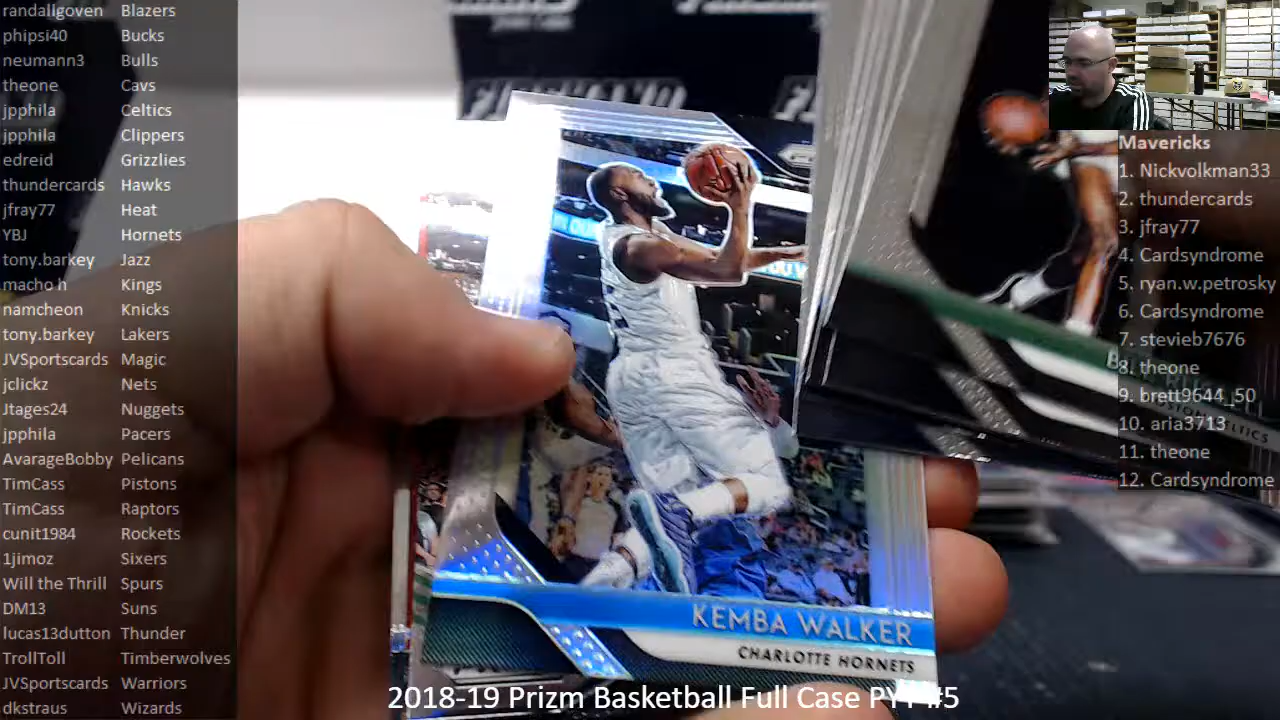 randallgoven Blazers
phipsi40 Bucks
neumann3 Bulls
theone Cavs
jpphila Celtics
jpphila Clippers
edreid Grizzlies
thundercards Hawks
jfray77 Heat
YBJ Hornets
tony.barkey Jazz
macho h Kings
namcheon Knicks
tony.barkey Lakers
JVSportscards Magic
jclickz Nets
Jtages24 Nuggets
jpphila Pacers
AvarageBobby Pelicans
TimCass Pistons
TimCass Raptors
cunit1984 Rockets
1jimoz Sixers
Will the Thrill Spurs
DM13 Suns
lucas13dutton Thunder
TrollToll Timberwolves
JVSportscards Warriors
dkstraus Wizards
Mavericks
1. Nickvolkman33
2. thundercards
3. jfray77
4. Cardsyndrome
5. ryan.w.petrosky
6. Cardsyndrome
7. stevieb7676
8. theone
9. brett9644_50
10. aria3713
11. theone
12. Cardsyndrome
KEMBA WALKER
CHARLOTTE HORNETS
2018-19 Prizm Basketball Full Case PYT #5